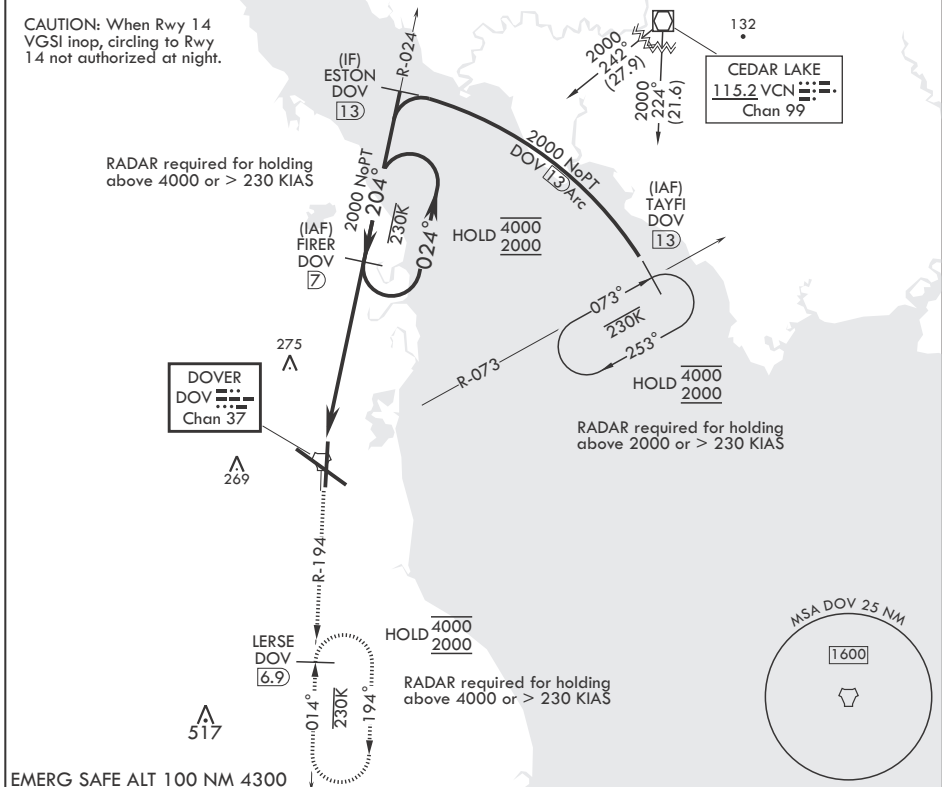 CAUTION: When Rwy 14
VGSI inop, circling to Rwy
14 not authorized at night.
R-024
(IF)
ESTON
DOV
13
2000
242°
(27.9)
2000
224°
(21.6)
132
CEDAR LAKE
115.2 VCN
Chan 99
RADAR required for holding
above 4000 or > 230 KIAS
2000 NoPT
204°
230K
024°
HOLD 4000
2000
2000 NoPT
DOV 13 Arc
(IAF)
TAYFI
DOV
13
(IAF)
FIRER
DOV
7
073°
230K
253°
R-073
HOLD 4000
2000
RADAR required for holding
above 2000 or > 230 KIAS
275
DOVER
DOV
Chan 37
269
R-194
LERSE
DOV
6.9
HOLD 4000
2000
014°
230K
194°
RADAR required for holding
above 4000 or > 230 KIAS
MSA DOV 25 NM
1600
517
EMERG SAFE ALT 100 NM 4300